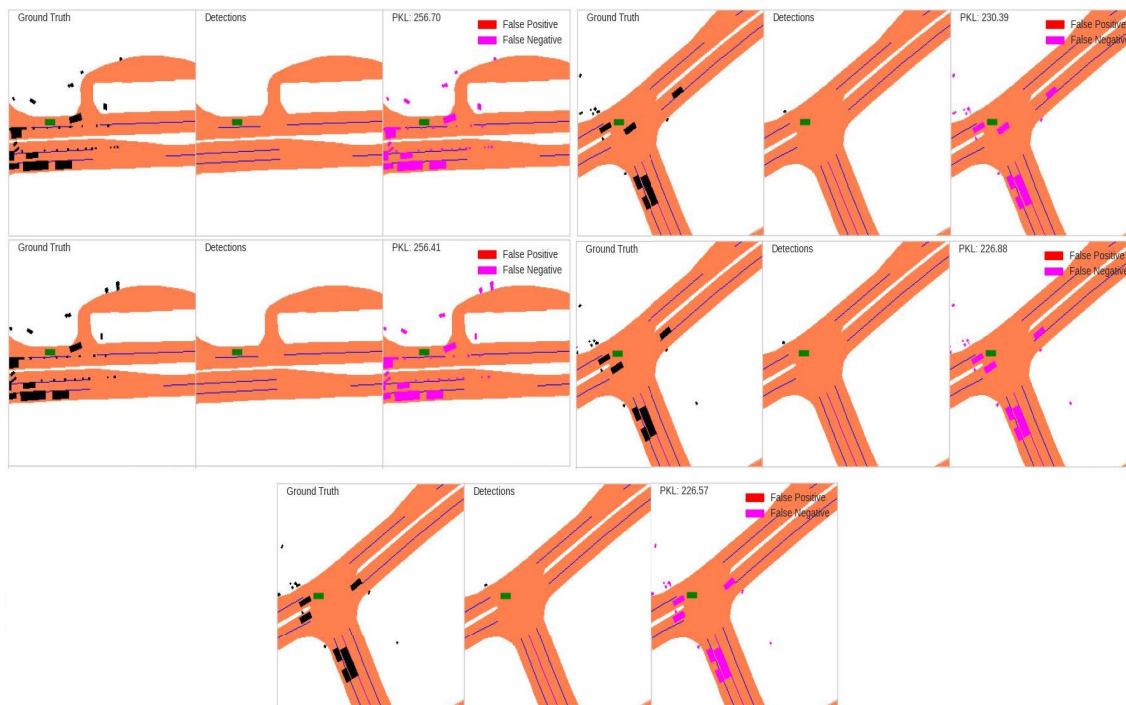 Ground Truth
Detections
PKL: 256.70
False Positive
False Negative
Ground Truth
Detections
PKL: 230.39
False Positive
False Negative
Ground Truth
Detections
PKL: 256.41
False Positive
False Negative
Ground Truth
Detections
PKL: 226.88
False Positive
False Negative
Ground Truth
Detections
PKL: 226.57
False Positive
False Negative